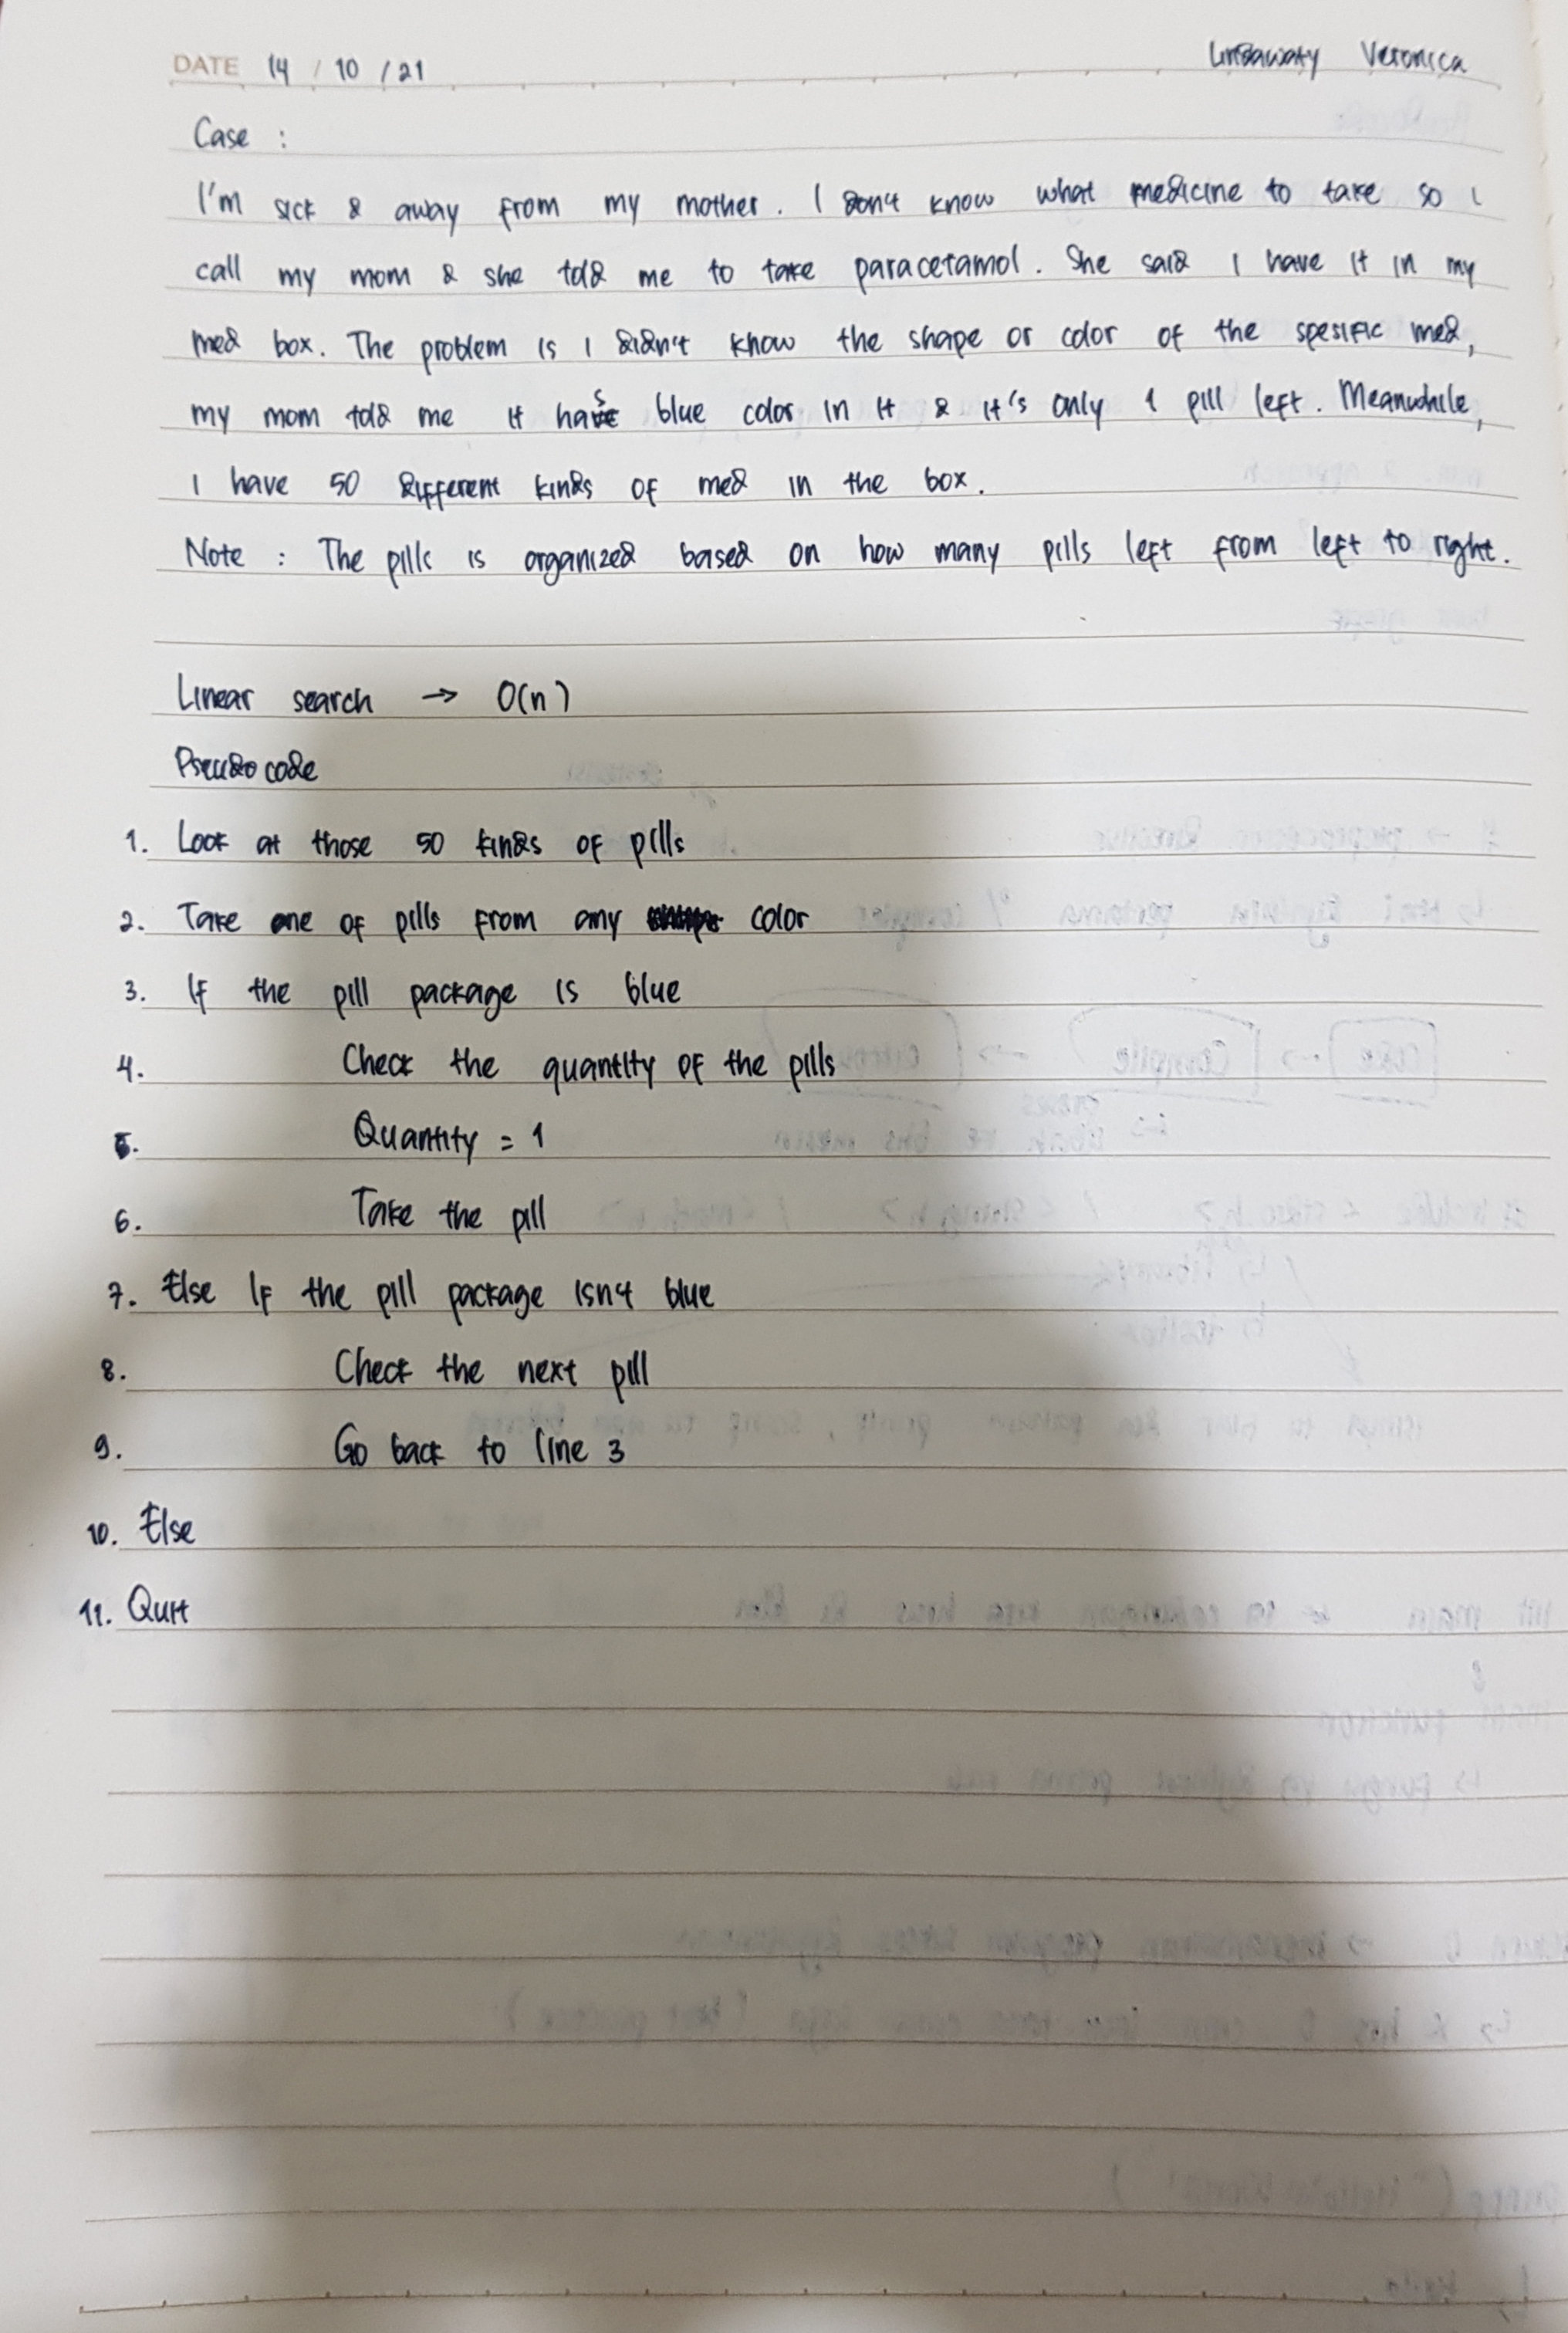 DATE 14 / 10 / 21
Veronica
Case :
I'm sick & away from my mother. I don't know what medicine to take so I
call my mom & she told me to take paracetamol. She said I have it in my
med box. The problem is I didn't know the shape or color of the spesific med,
my mom told me it has blue color in it & it's only 1 pill left. Meanwhile,
I have 50 different kinds of med in the box.
Note : The pills is organized based on how many pills left from left to right.
Linear search → O(n)
Pseudocode
1. Look at those 50 kinds of pills
2. Take one of pills from any color
3. If the pill package is blue
4. Check the quantity of the pills
5. Quantity = 1
6. Take the pill
7. Else If the pill package isn't blue
8. Check the next pill
9. Go back to line 3
10. Else
11. Quit